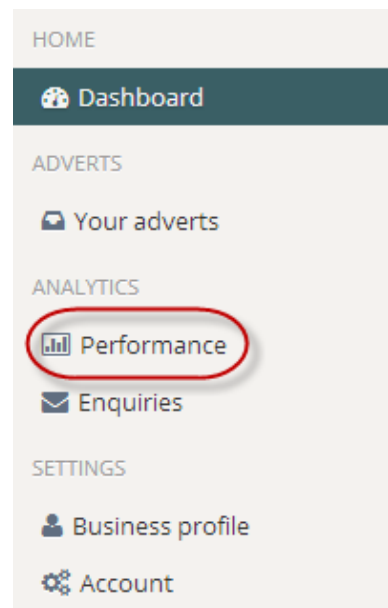 HOME
Dashboard
ADVERTS
Your adverts
ANALYTICS
Performance
Enquiries
SETTINGS
Business profile
Account